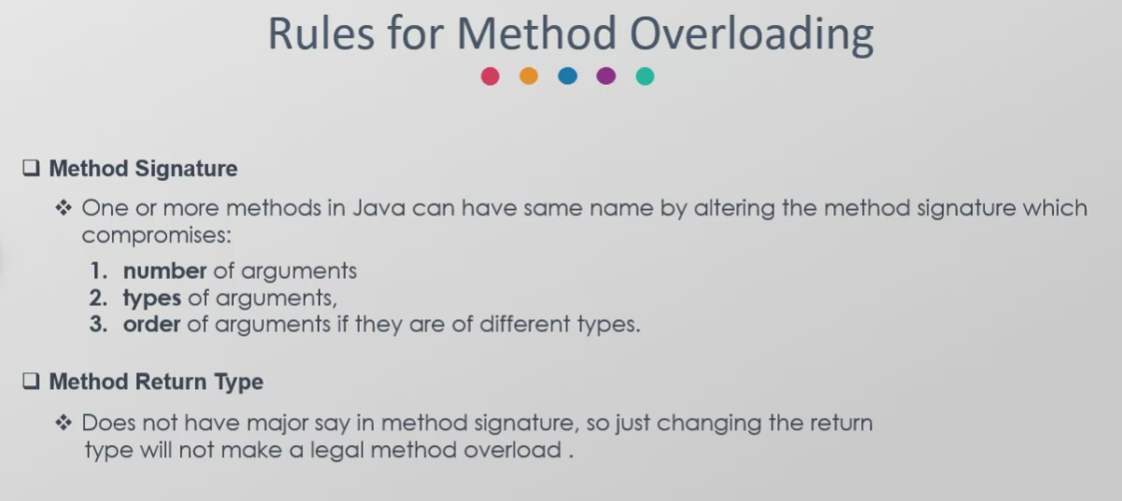 Rules for Method Overloading
❑ Method Signature
❖ One or more methods in Java can have same name by altering the method signature which
compromises:
1. number of arguments
2. types of arguments,
3. order of arguments if they are of different types.
❑ Method Return Type
❖ Does not have major say in method signature, so just changing the return
type will not make a legal method overload .